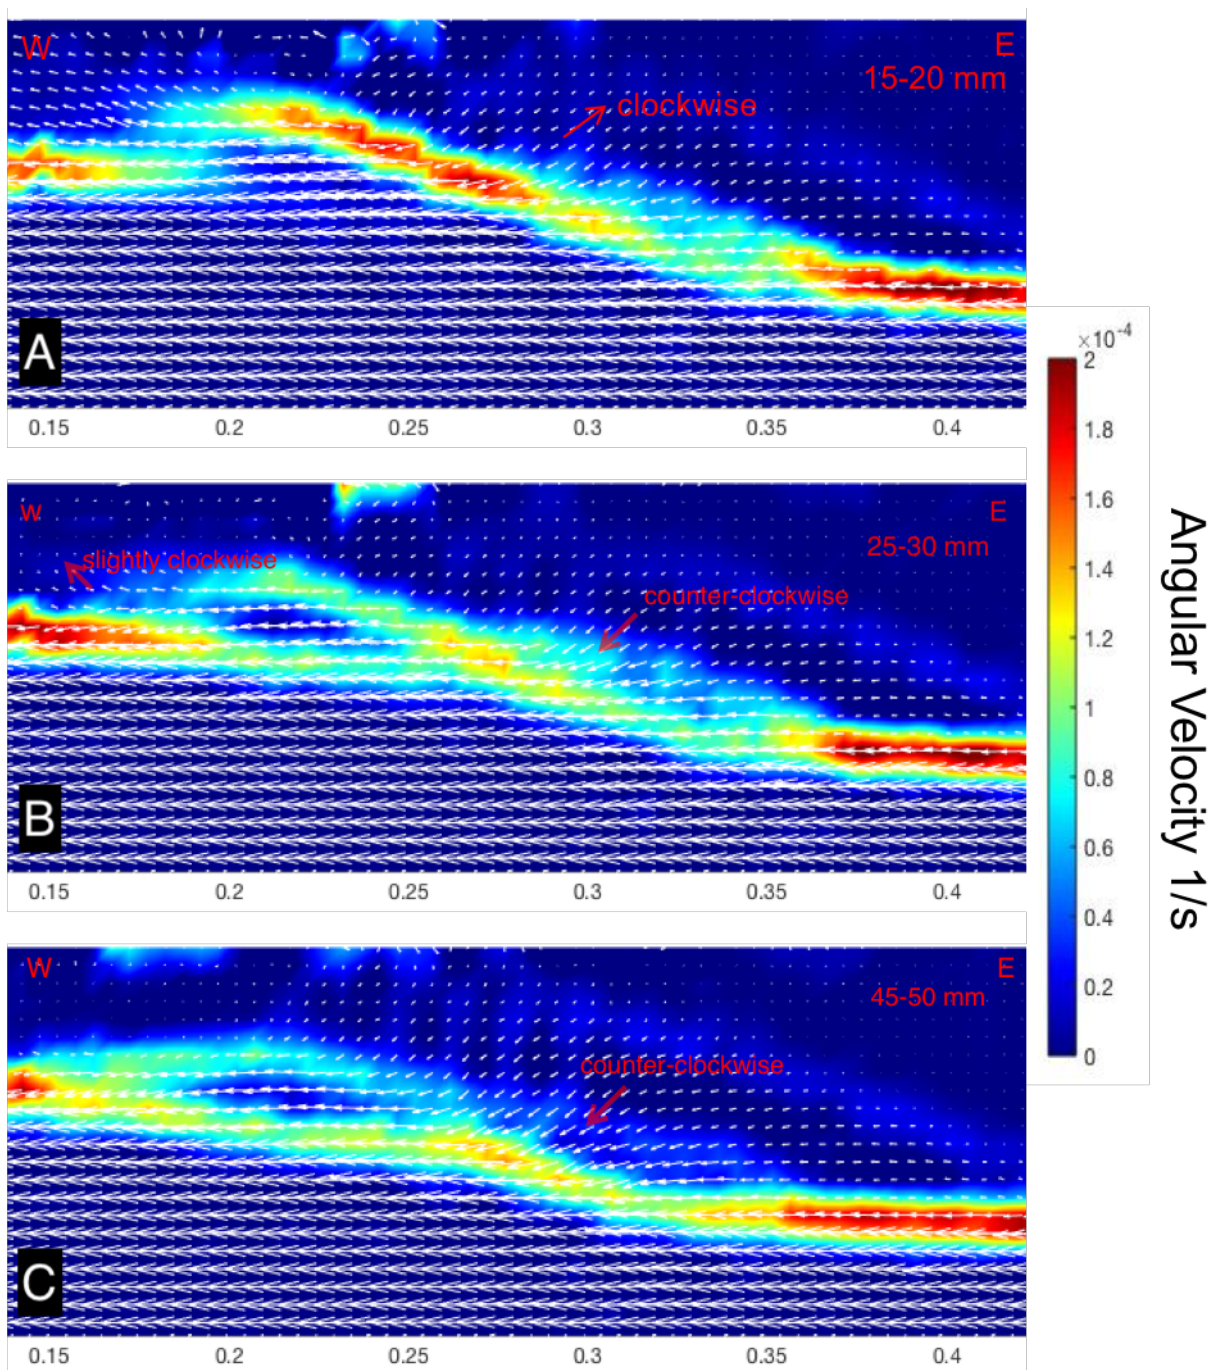 W E
15-20 mm
clockwise
A
0.15 0.2 0.25 0.3 0.35 0.4
×10⁻⁴
2
1.8
1.6
1.4
1.2
1
0.8
0.6
0.4
0.2
0
Angular Velocity 1/s
W E
25-30 mm
slightly clockwise
counter-clockwise
B
0.15 0.2 0.25 0.3 0.35 0.4
W E
45-50 mm
counter-clockwise
C
0.15 0.2 0.25 0.3 0.35 0.4